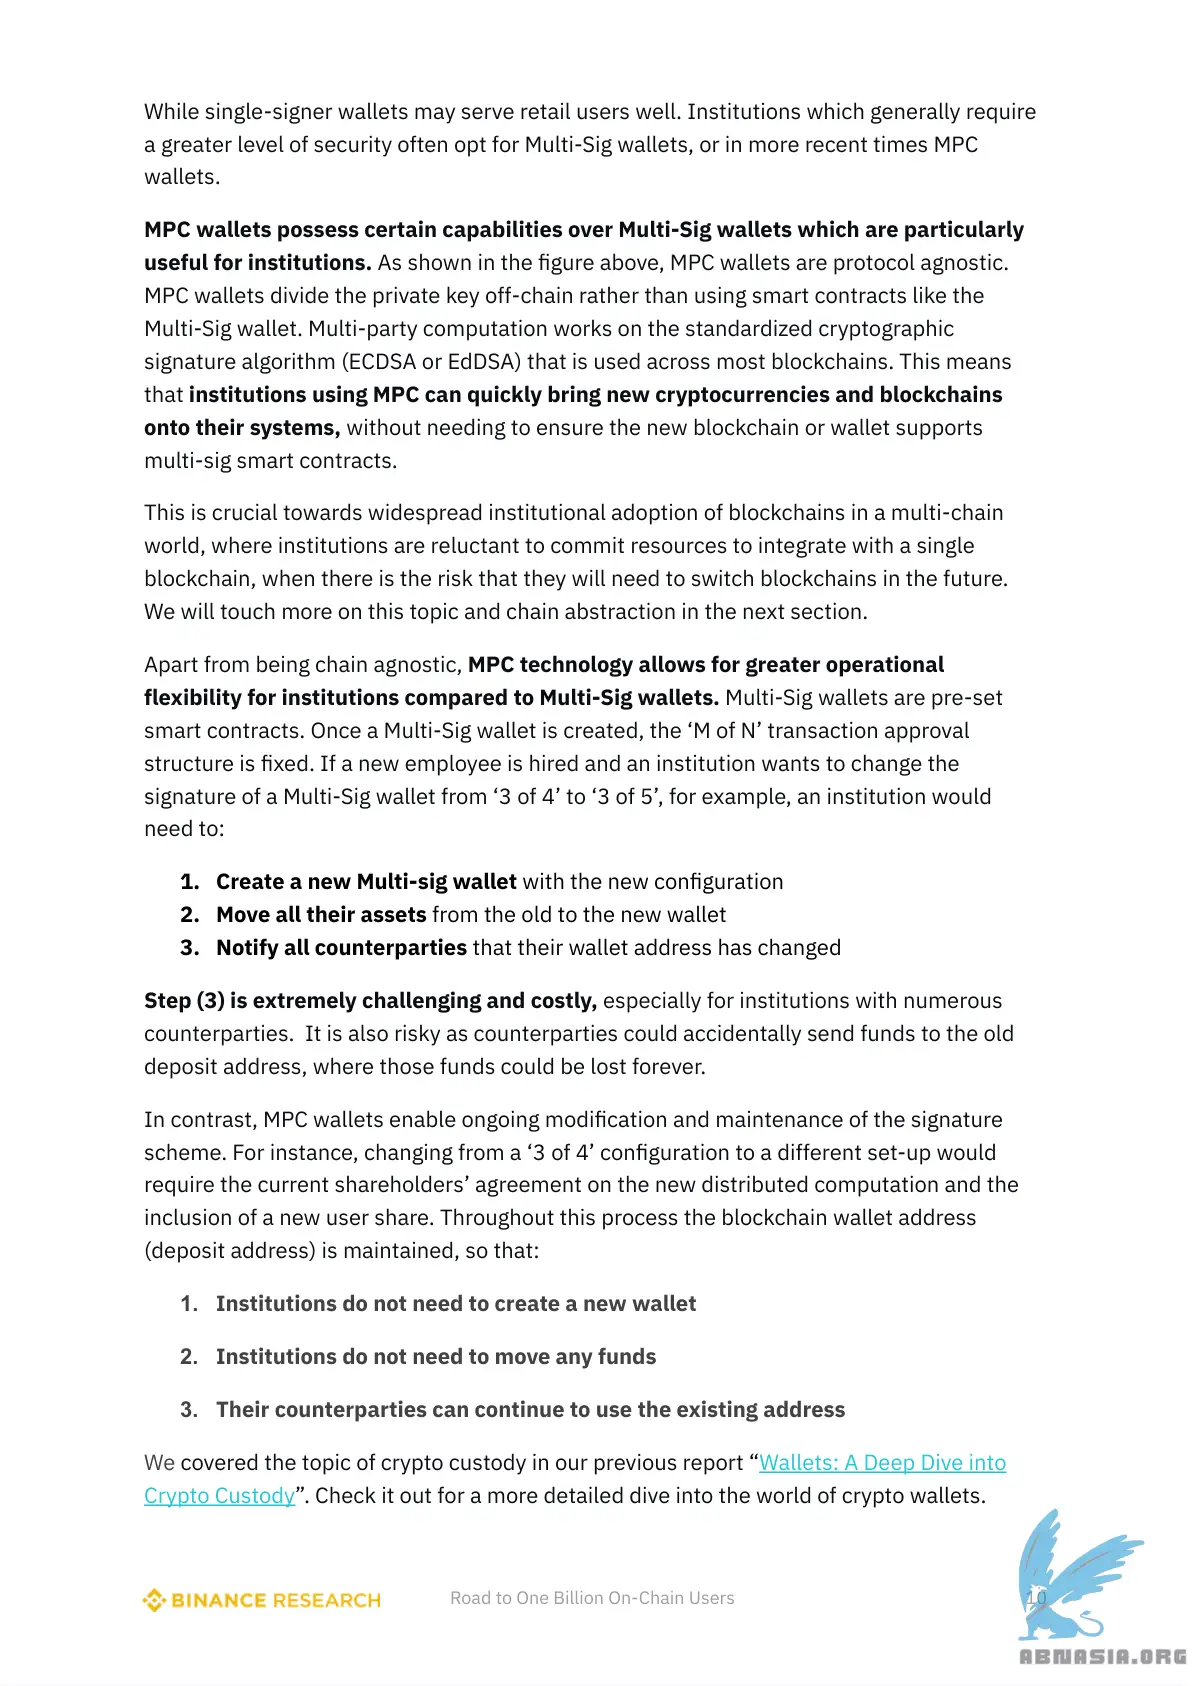 While single-signer wallets may serve retail users well. Institutions which generally require
a greater level of security often opt for Multi-Sig wallets, or in more recent times MPC
wallets.
MPC wallets possess certain capabilities over Multi-Sig wallets which are particularly
useful for institutions. As shown in the figure above, MPC wallets are protocol agnostic.
MPC wallets divide the private key off-chain rather than using smart contracts like the
Multi-Sig wallet. Multi-party computation works on the standardized cryptographic
signature algorithm (ECDSA or EdDSA) that is used across most blockchains. This means
that institutions using MPC can quickly bring new cryptocurrencies and blockchains
onto their systems, without needing to ensure the new blockchain or wallet supports
multi-sig smart contracts.
This is crucial towards widespread institutional adoption of blockchains in a multi-chain
world, where institutions are reluctant to commit resources to integrate with a single
blockchain, when there is the risk that they will need to switch blockchains in the future.
We will touch more on this topic and chain abstraction in the next section.
Apart from being chain agnostic, MPC technology allows for greater operational
flexibility for institutions compared to Multi-Sig wallets. Multi-Sig wallets are pre-set
smart contracts. Once a Multi-Sig wallet is created, the ‘M of N’ transaction approval
structure is fixed. If a new employee is hired and an institution wants to change the
signature of a Multi-Sig wallet from ‘3 of 4’ to ‘3 of 5’, for example, an institution would
need to:
1. Create a new Multi-sig wallet with the new configuration
2. Move all their assets from the old to the new wallet
3. Notify all counterparties that their wallet address has changed
Step (3) is extremely challenging and costly, especially for institutions with numerous
counterparties. It is also risky as counterparties could accidentally send funds to the old
deposit address, where those funds could be lost forever.
In contrast, MPC wallets enable ongoing modification and maintenance of the signature
scheme. For instance, changing from a ‘3 of 4’ configuration to a different set-up would
require the current shareholders’ agreement on the new distributed computation and the
inclusion of a new user share. Throughout this process the blockchain wallet address
(deposit address) is maintained, so that:
1. Institutions do not need to create a new wallet
2. Institutions do not need to move any funds
3. Their counterparties can continue to use the existing address
We covered the topic of crypto custody in our previous report “Wallets: A Deep Dive into
Crypto Custody”. Check it out for a more detailed dive into the world of crypto wallets.
BINANCE RESEARCH Road to One Billion On-Chain Users 10
ABNASIA.ORG